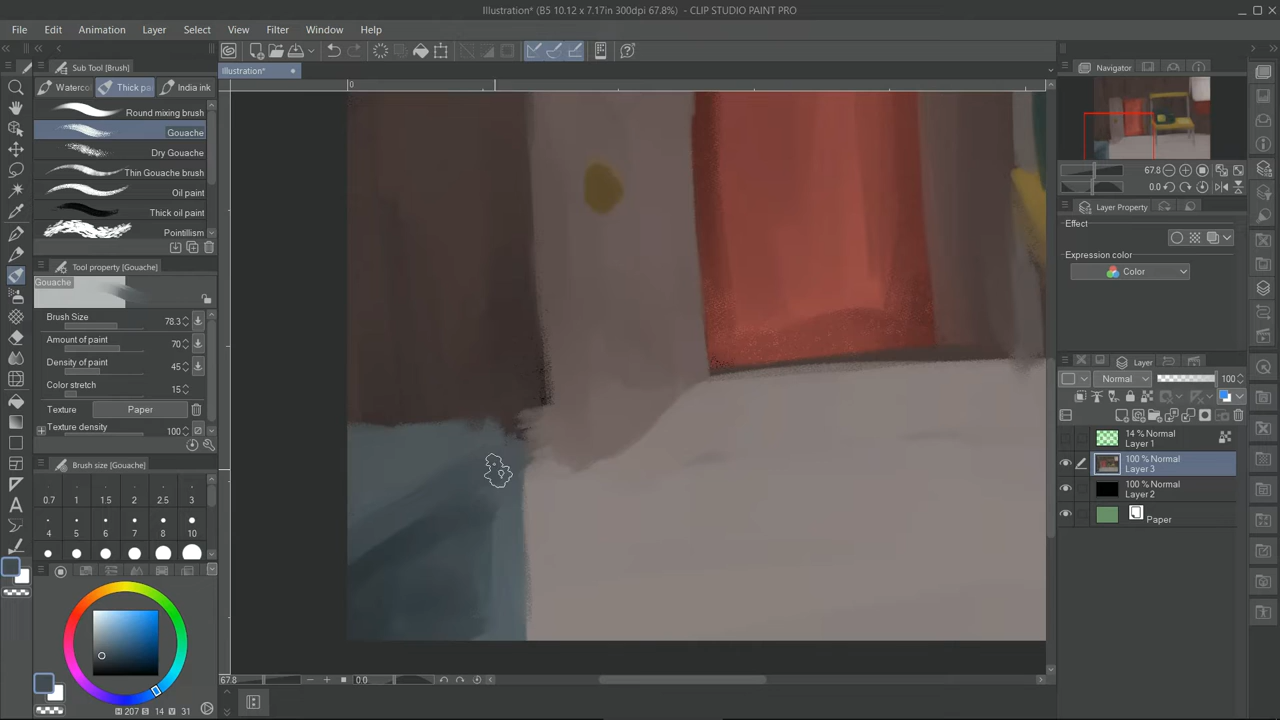 Illustration* (B5 10.12 x 7.17in 300dpi 67.8%) - CLIP STUDIO PAINT PRO
File Edit Animation Layer Select View Filter Window Help
Sub Tool [Brush]
Illustration*
Navigator
Thick pa India ink
Round mixing brush
Gouache
Dry Gouache
Thin Gouache brush
Oil paint
Thick oil paint
Pointillism
Tool property [Gouache]
Gouache
Brush Size 78.3
Amount of paint 70
Density of paint 45
Color stretch 15
Texture Paper
Texture density 100
Brush size [Gouache]
0.7 1 1.5 2 2.5 3
4 5 6 7 8 10
H 207 S 14 V 31
0
67.8 0.0
67.8
0.0
Layer Property
Effect
Expression color
Color
Layer
Normal 100
14 % Normal
Layer 1
100 % Normal
Layer 3
100 % Normal
Layer 2
Paper